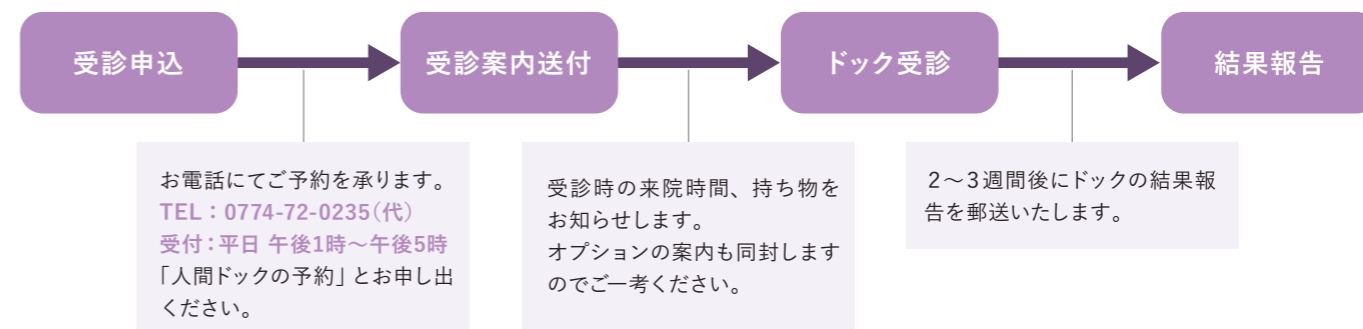 受診申込
受診案内送付
ドック受診
結果報告
お電話にてご予約を承ります。
TEL：0774-72-0235(代)
受付：平日 午後1時～午後5時
「人間ドックの予約」とお申し出
ください。
受診時の来院時間、持ち物を
お知らせします。
オプションの案内も同封します
のでご一考ください。
2～3週間後にドックの結果報
告を郵送いたします。